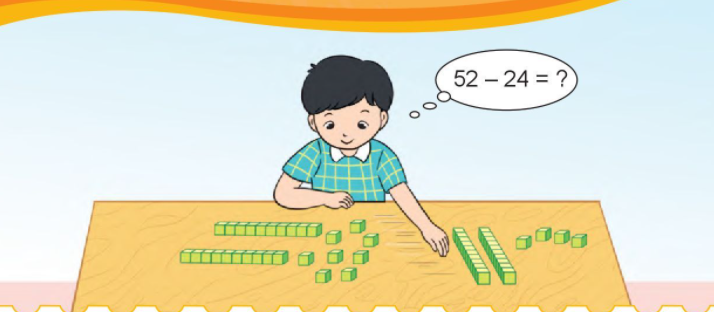 52 – 24 = ?